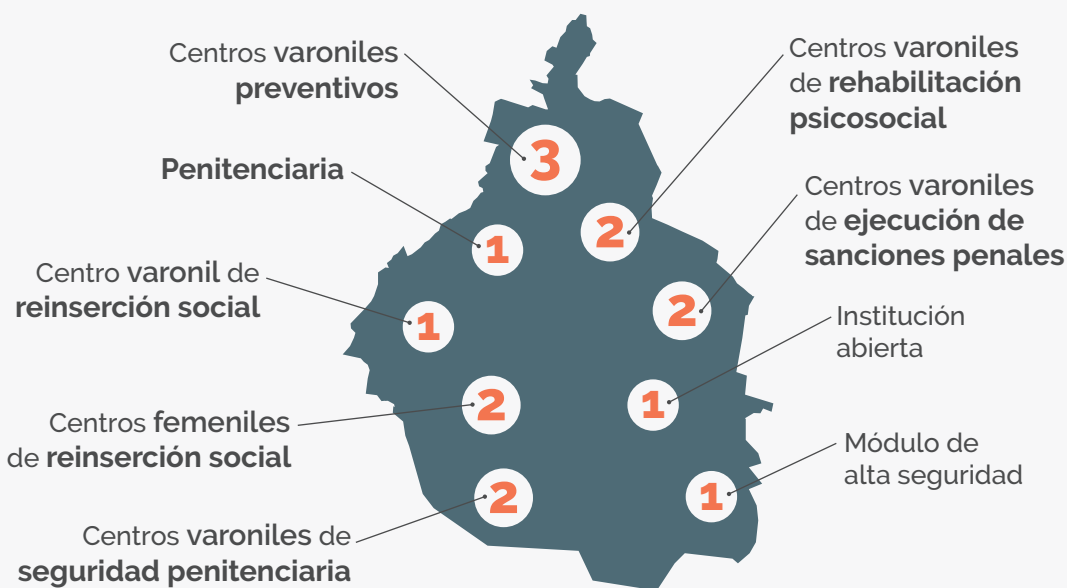 Centros varoniles
preventivos
3
Penitenciaria
1
Centro varonil de
reinserción social
1
Centros femeniles
de reinserción social
2
Centros varoniles de
seguridad penitenciaria
2
Centros varoniles
de rehabilitación
psicosocial
2
Centros varoniles
de ejecución de
sanciones penales
2
Institución
abierta
1
Módulo de
alta seguridad
1